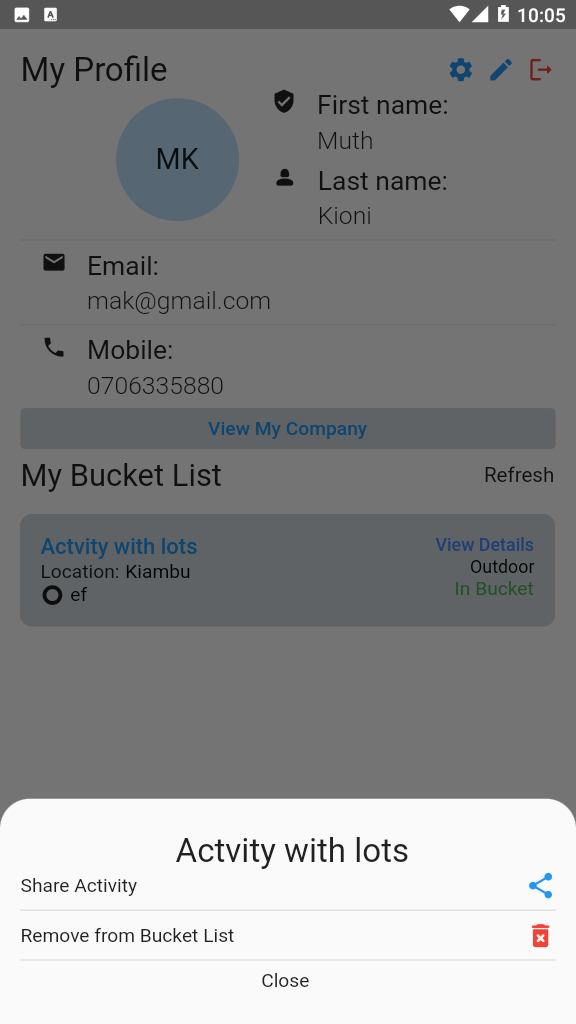 10:05
My Profile
MK
First name:
Muth
Last name:
Kioni
Email:
mak@gmail.com
Mobile:
0706335880
View My Company
My Bucket List
Refresh
Actvity with lots
View Details
Location: Kiambu
Outdoor
ef
In Bucket
Actvity with lots
Share Activity
Remove from Bucket List
Close